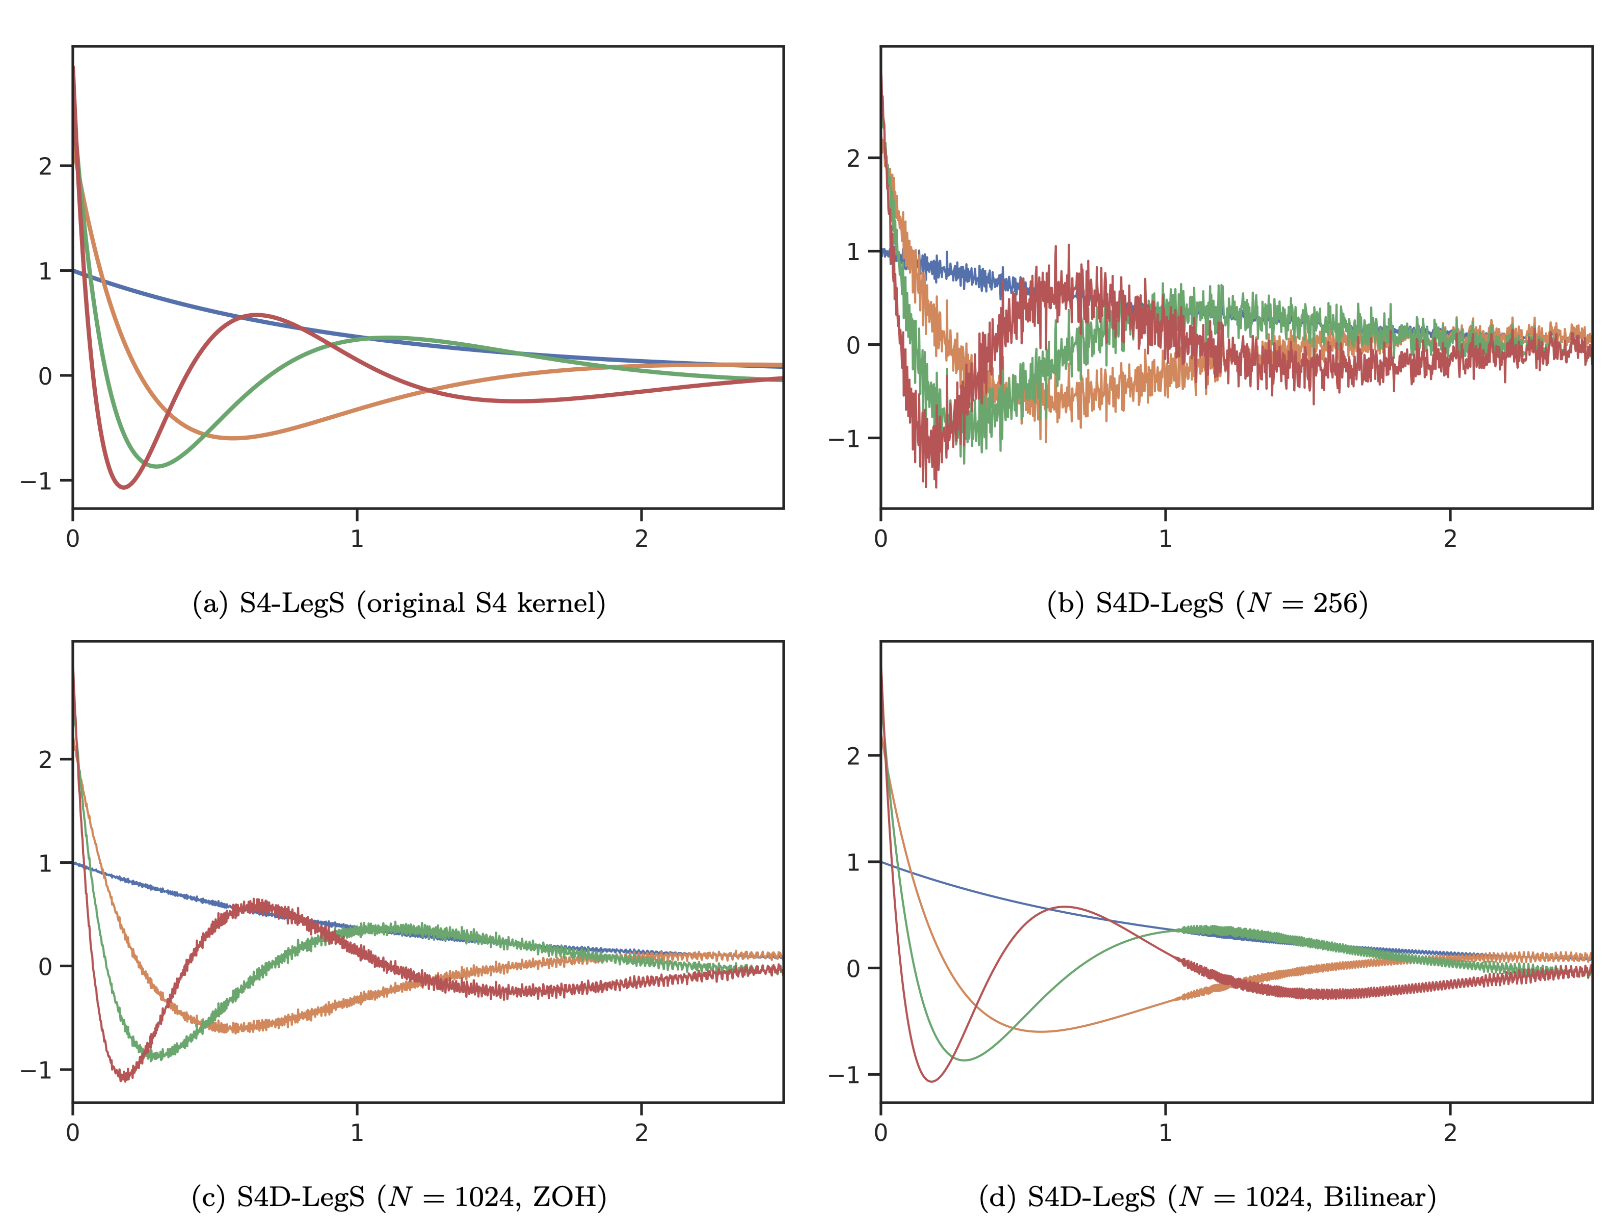 2
1
0
−1
0 1 2
(a) S4-LegS (original S4 kernel)
2
1
0
−1
0 1 2
(b) S4D-LegS (N = 256)
2
1
0
−1
0 1 2
(c) S4D-LegS (N = 1024, ZOH)
2
1
0
−1
0 1 2
(d) S4D-LegS (N = 1024, Bilinear)